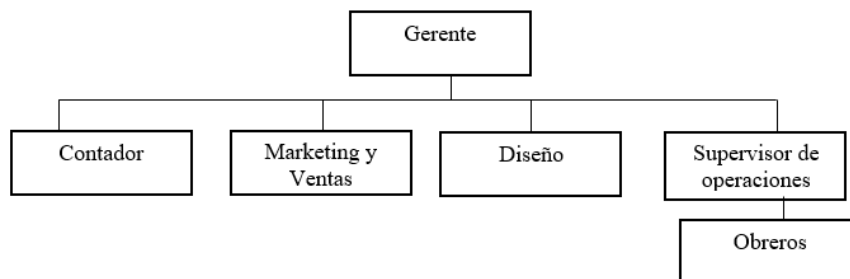 Gerente
Contador
Marketing y
Ventas
Diseño
Supervisor de
operaciones
Obreros